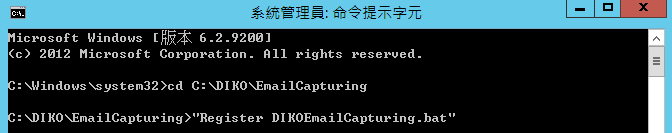 系統管理員: 命令提示字元
Microsoft Windows [版本 6.2.9200]
(c) 2012 Microsoft Corporation. All rights reserved.
C:\Windows\system32>cd C:\DIKO\EmailCapturing
C:\DIKO\EmailCapturing>"Register DIKOEmailCapturing.bat"